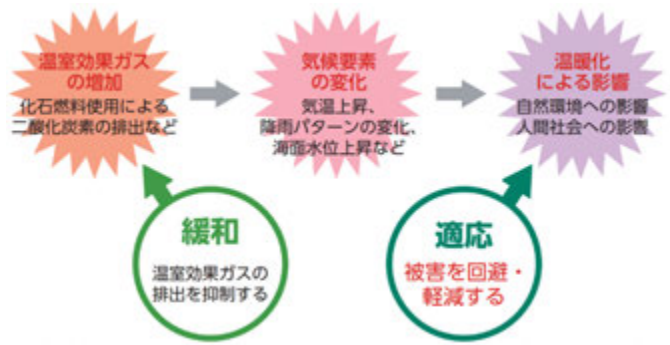 温室効果ガス
の増加
化石燃料使用による
二酸化炭素の排出など
気候要素
の変化
気温上昇、
降雨パターンの変化、
海面水位上昇など
温暖化
による影響
自然環境への影響
人間社会への影響
緩和
温室効果ガスの
排出を抑制する
適応
被害を回避・
軽減する